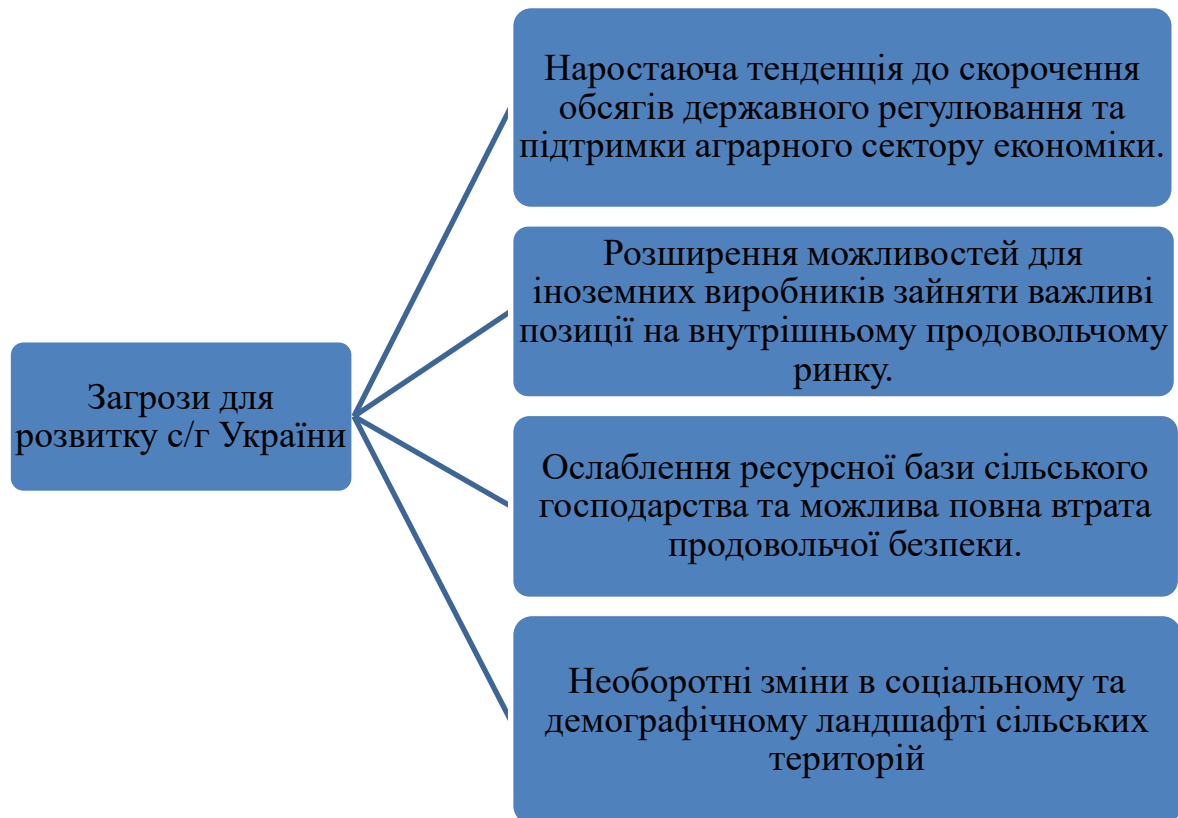 Наростаюча тенденція до скорочення
обсягів державного регулювання та
підтримки аграрного сектору економіки.
Розширення можливостей для
іноземних виробників зайняти важливі
позиції на внутрішньому продовольчому
ринку.
Загрози для
розвитку с/г України
Ослаблення ресурсної бази сільського
господарства та можлива повна втрата
продовольчої безпеки.
Необоротні зміни в соціальному та
демографічному ландшафті сільських
територій